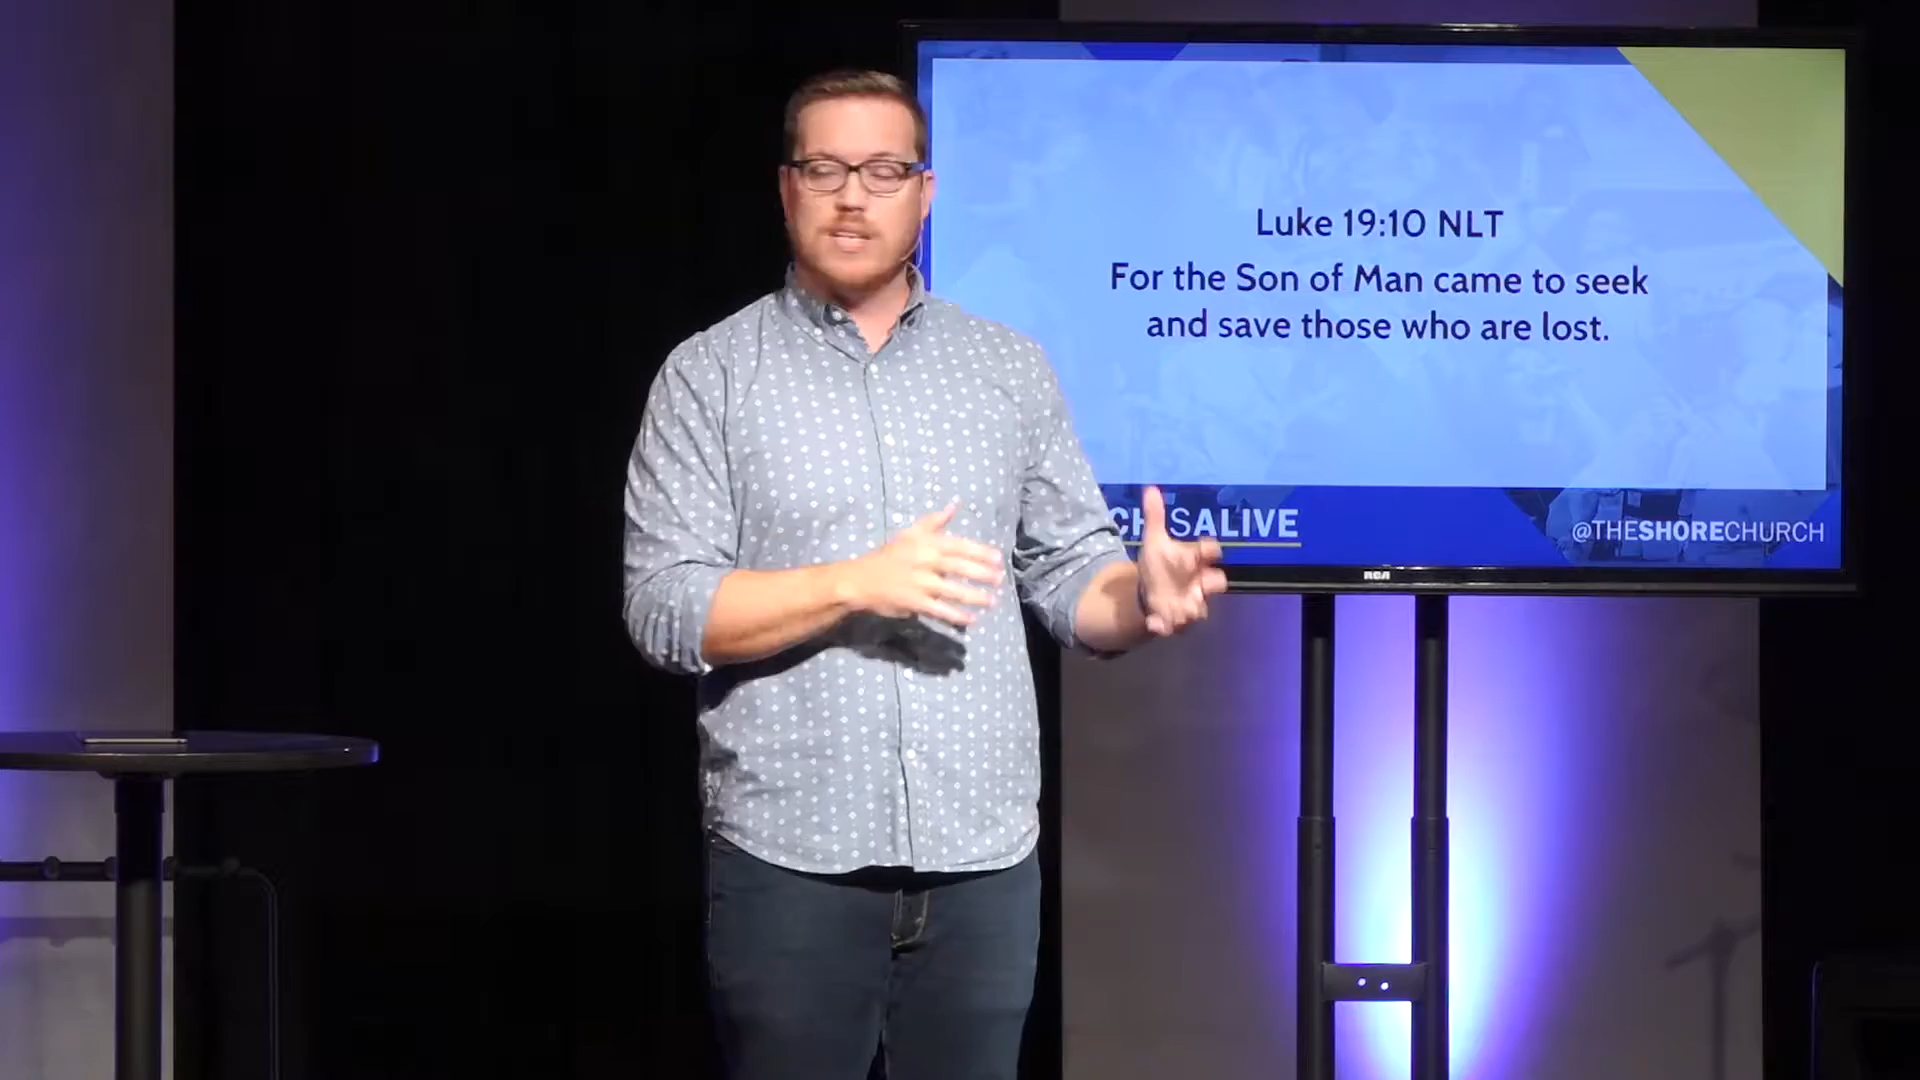 Luke 19:10 NLT
For the Son of Man came to seek
and save those who are lost.
ALIVE
@THESHORECHURCH
RCA